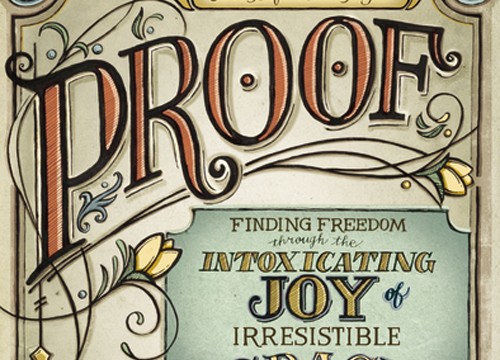 PROOF
FINDING FREEDOM
through the
INTOXICATING
JOY of
IRRESISTIBLE